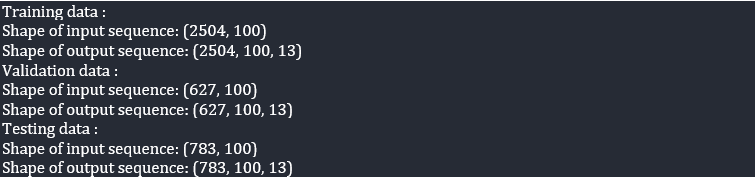 Training data :
Shape of input sequence: (2504, 100)
Shape of output sequence: (2504, 100, 13)
Validation data :
Shape of input sequence: (627, 100)
Shape of output sequence: (627, 100, 13)
Testing data :
Shape of input sequence: (783, 100)
Shape of output sequence: (783, 100, 13)